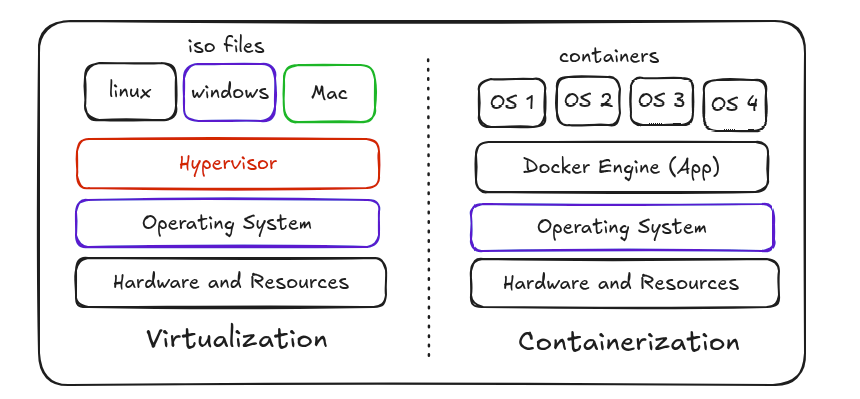 iso files
linux
windows
Mac
Hypervisor
Operating System
Hardware and Resources
Virtualization
containers
OS 1
OS 2
OS 3
OS 4
Docker Engine (App)
Operating System
Hardware and Resources
Containerization